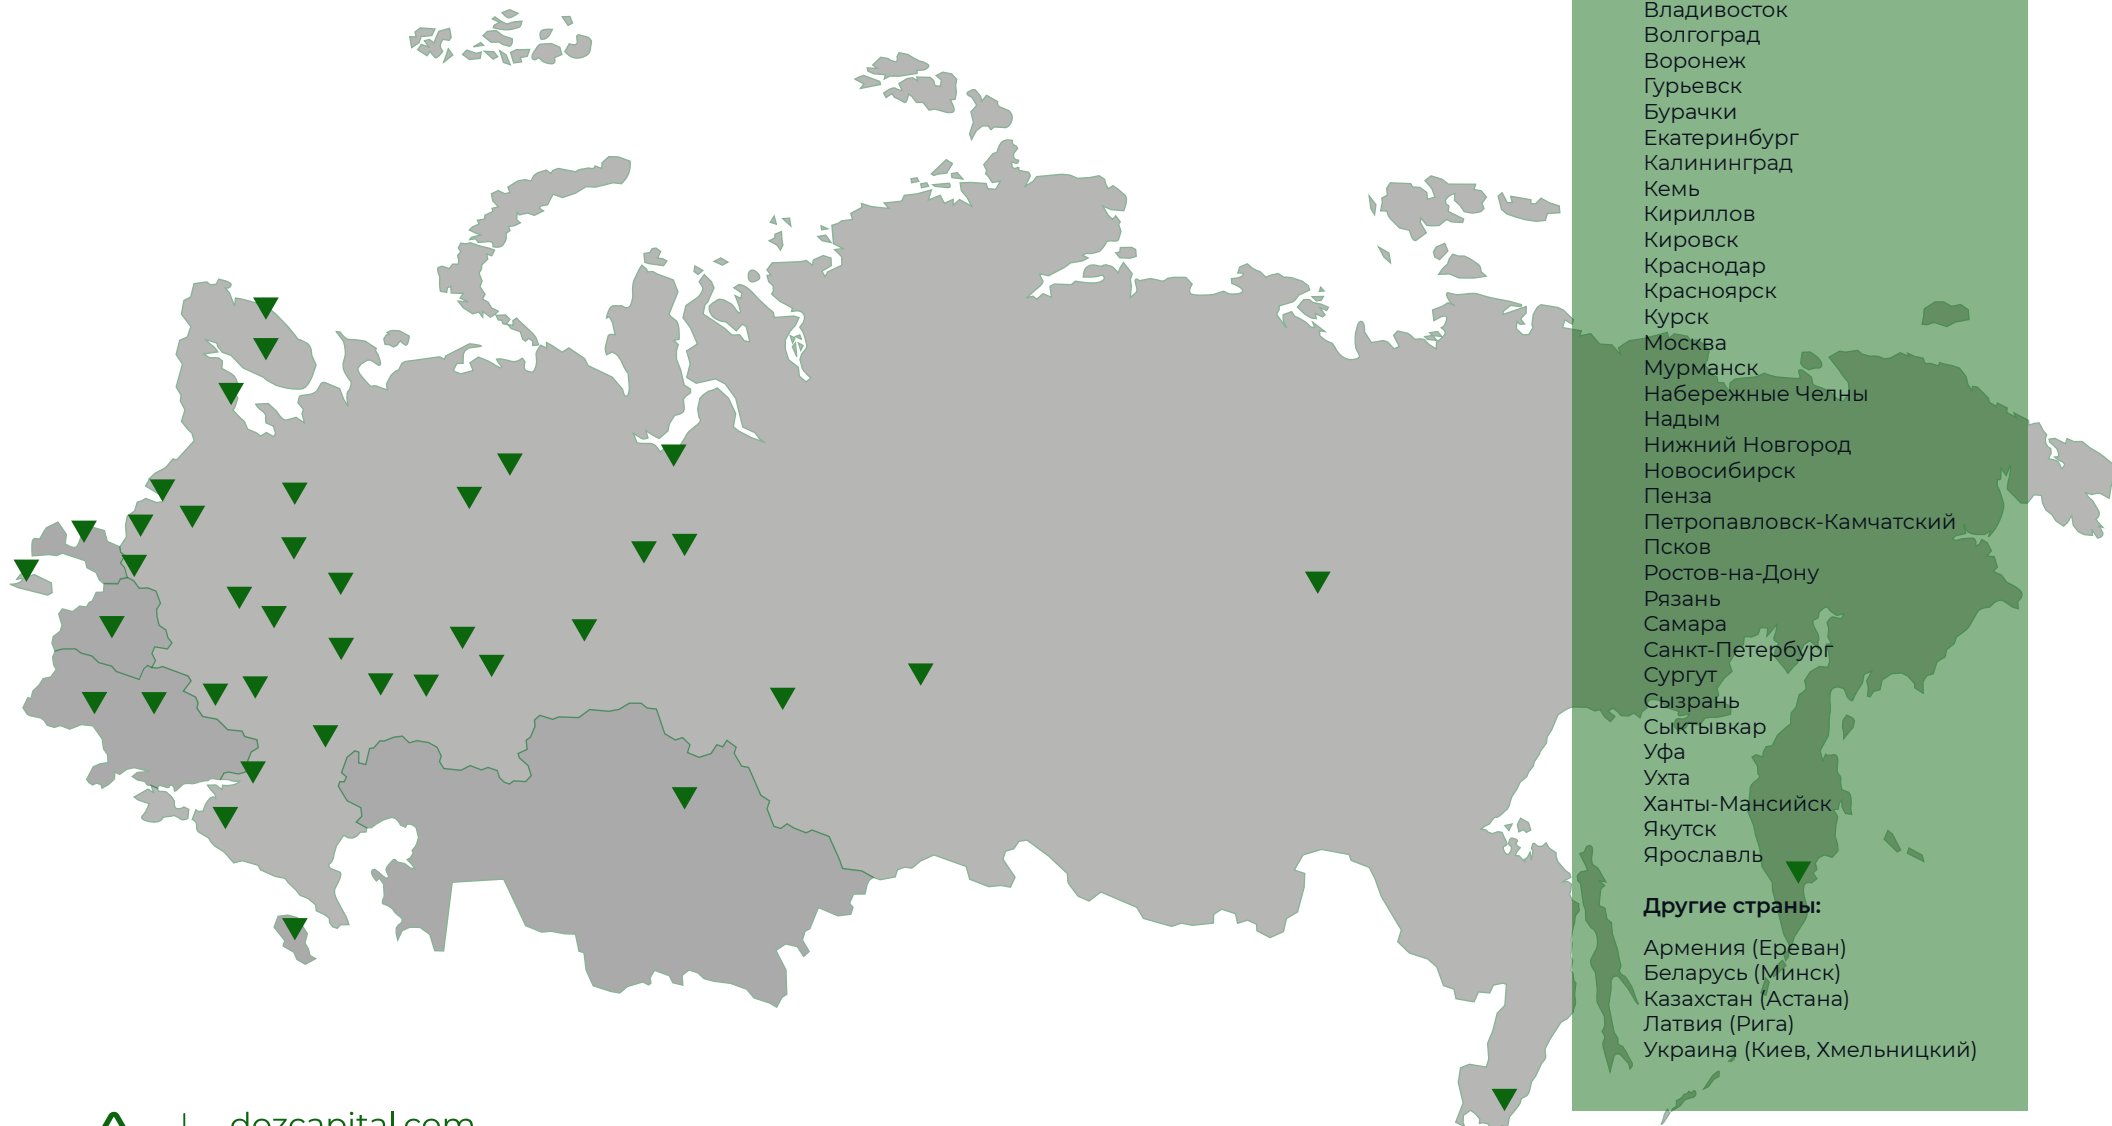 Владивосток
Волгоград
Воронеж
Гурьевск
Бурачки
Екатеринбург
Калининград
Кемь
Кириллов
Кировск
Краснодар
Красноярск
Курск
Москва
Мурманск
Набережные Челны
Надым
Нижний Новгород
Новосибирск
Пенза
Петропавловск-Камчатский
Псков
Ростов-на-Дону
Рязань
Самара
Санкт-Петербург
Сургут
Сызрань
Сыктывкар
Уфа
Ухта
Ханты-Мансийск
Якутск
Ярославль
Другие страны:
Армения (Ереван)
Беларусь (Минск)
Казахстан (Астана)
Латвия (Рига)
Украина (Киев, Хмельницкий)
dezcapital.com